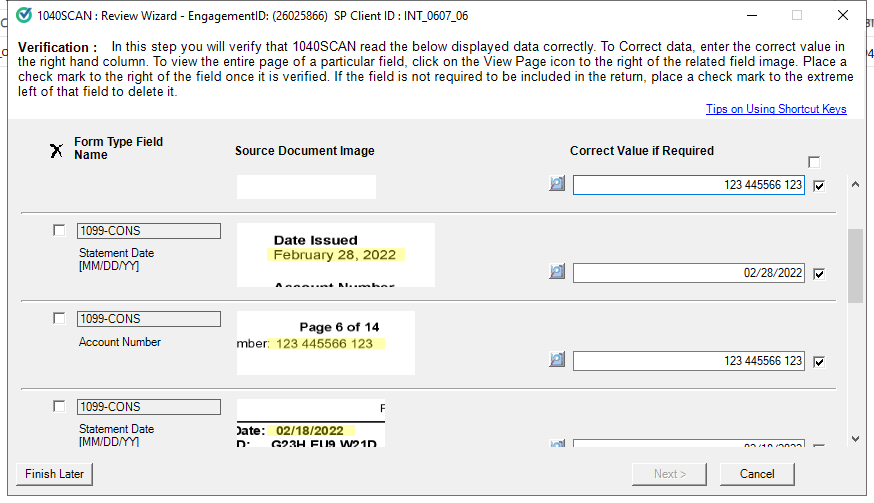 1040SCAN : Review Wizard - EngagementID: (26025866)  SP Client ID : INT_0607_06
Verification :   In this step you will verify that 1040SCAN read the below displayed data correctly. To Correct data, enter the correct value in
the right hand column. To view the entire page of a particular field, click on the View Page icon to the right of the related field image. Place a
check mark to the right of the field once it is verified. If the field is not required to be included in the return, place a check mark to the extreme
left of that field to delete it.
Tips on Using Shortcut Keys
X Form Type Field
Name
Source Document Image
Correct Value if Required
123 445566 123
1099-CONS
Statement Date
[MM/DD/YY]
Date Issued
February 28, 2022
Account Number
02/28/2022
1099-CONS
Account Number
Page 6 of 14
mber: 123 445566 123
123 445566 123
1099-CONS
Statement Date
[MM/DD/YY]
F
Date: 02/18/2022
D: G23H EU9 W21D
02/18/2022
Finish Later
Next >
Cancel